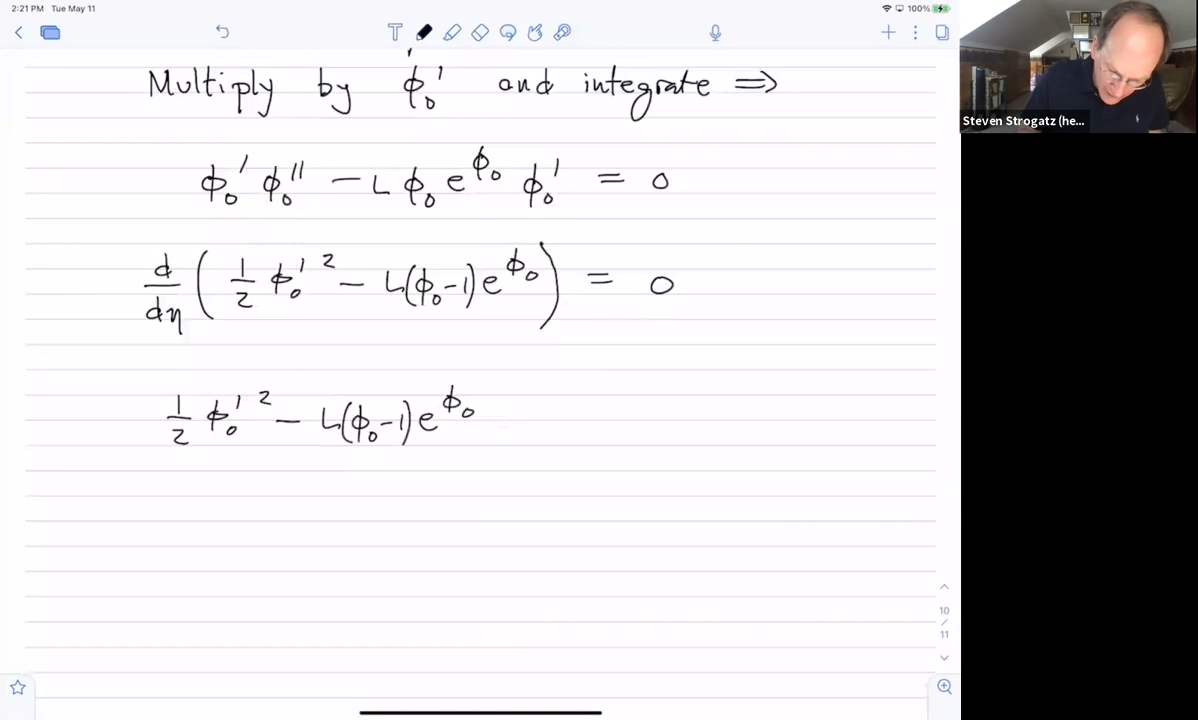 2:21 PM Tue May 11
100%
Multiply by ϕ₀′ and integrate ⟹
ϕ₀′ ϕ₀″ − L ϕ₀ e^ϕ₀ ϕ₀′ = 0
d/dη ( 1/2 ϕ₀′² − L(ϕ₀−1)e^ϕ₀ ) = 0
1/2 ϕ₀′² − L(ϕ₀−1)e^ϕ₀
Steven Strogatz (he...
10
/
11